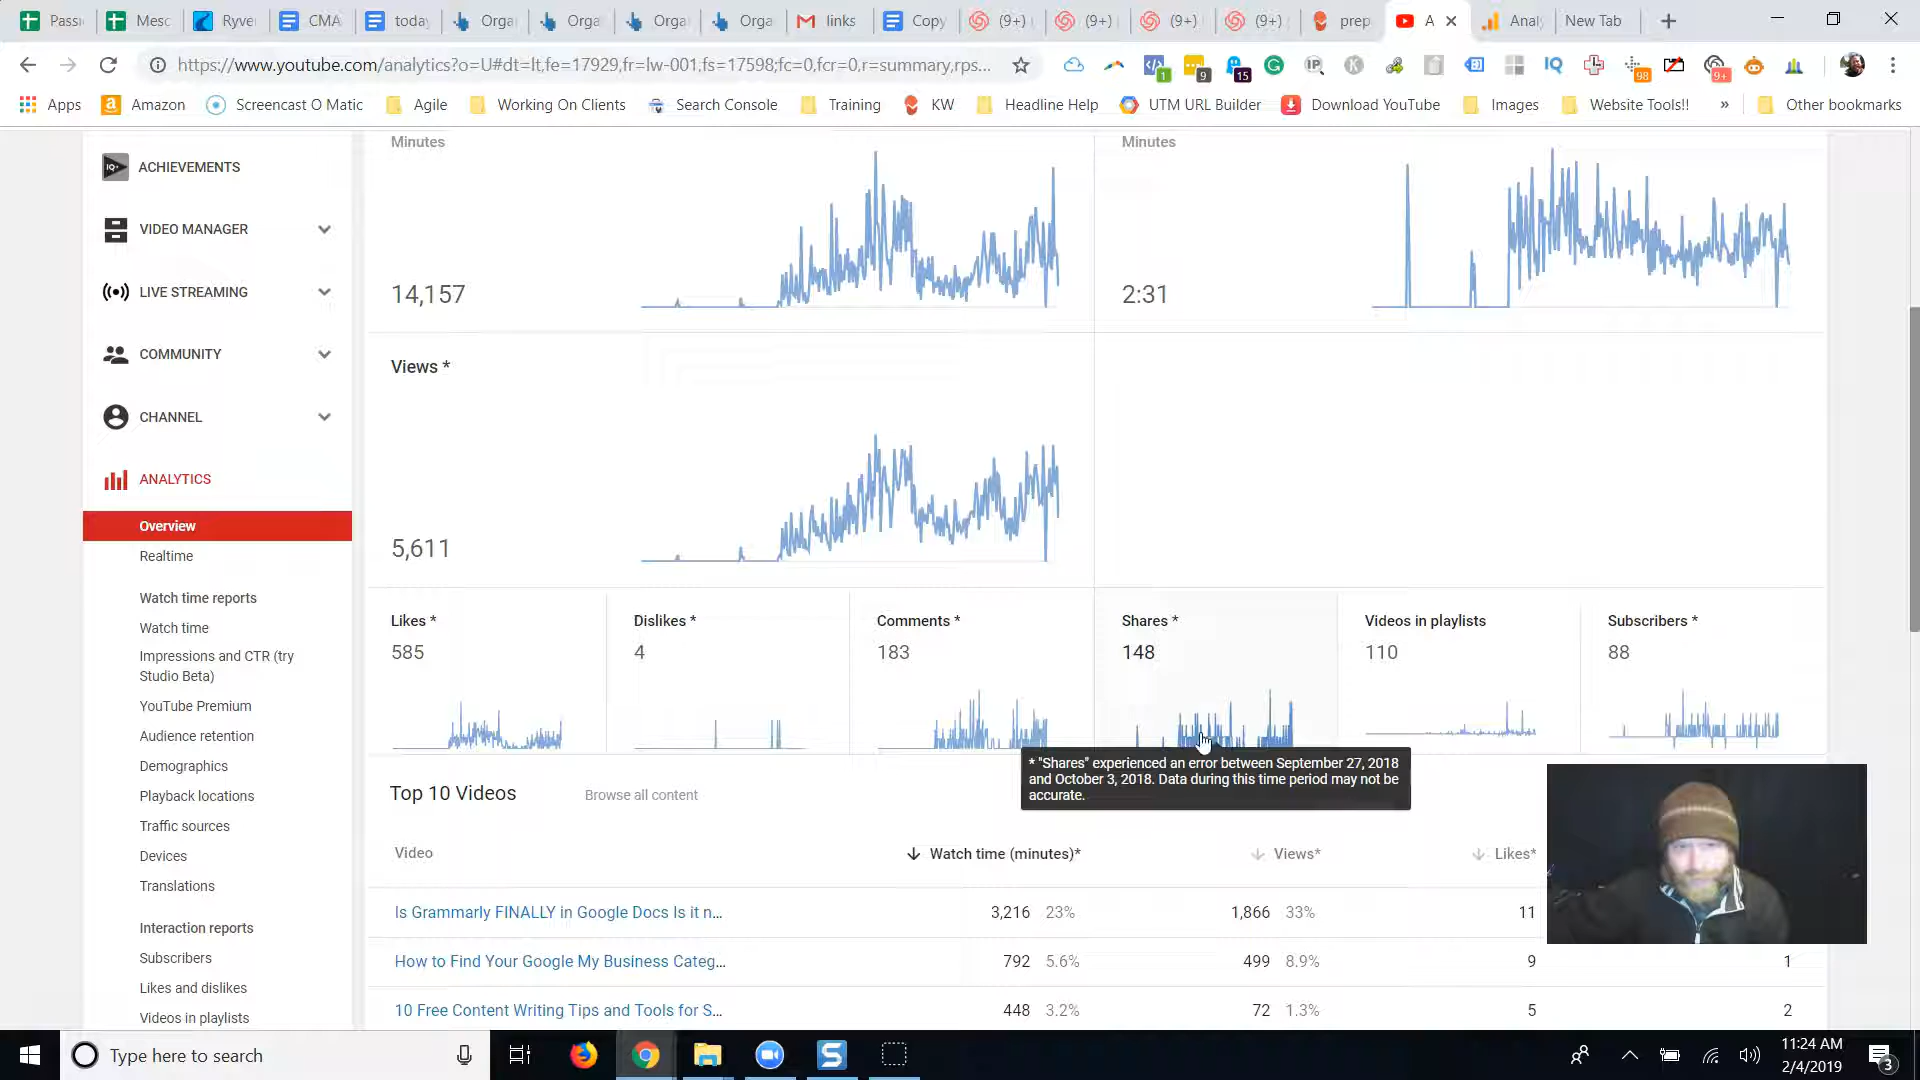 Passi
Mesc
Ryve
CMA
today
Orga
Orga
Orga
Orga
links
Copy
(9+)
(9+)
(9+)
(9+)
prep
A
Analy
New Tab
https://www.youtube.com/analytics?o=U#dt=lt,fe=17929,fr=lw-001,fs=17598;fc=0,fcr=0,r=summary,rps...
1
9
15
IP
K
IQ
98
9+
Apps
Amazon
Screencast O Matic
Agile
Working On Clients
Search Console
Training
KW
Headline Help
UTM URL Builder
Download YouTube
Images
Website Tools!!
»
Other bookmarks
ACHIEVEMENTS
VIDEO MANAGER
LIVE STREAMING
COMMUNITY
CHANNEL
ANALYTICS
Overview
Realtime
Watch time reports
Watch time
Impressions and CTR (try
Studio Beta)
YouTube Premium
Audience retention
Demographics
Playback locations
Traffic sources
Devices
Translations
Interaction reports
Subscribers
Likes and dislikes
Videos in playlists
Minutes
14,157
Minutes
2:31
Views *
5,611
Likes *
585
Dislikes *
4
Comments *
183
Shares *
148
Videos in playlists
110
Subscribers *
88
* "Shares" experienced an error between September 27, 2018
and October 3, 2018. Data during this time period may not be
accurate.
Top 10 Videos
Browse all content
Video
Watch time (minutes)*
Views*
Likes*
Is Grammarly FINALLY in Google Docs Is it n... 3,216 23% 1,866 33% 11
How to Find Your Google My Business Categ... 792 5.6% 499 8.9% 9 1
10 Free Content Writing Tips and Tools for S... 448 3.2% 72 1.3% 5 2
Type here to search
11:24 AM
2/4/2019
3